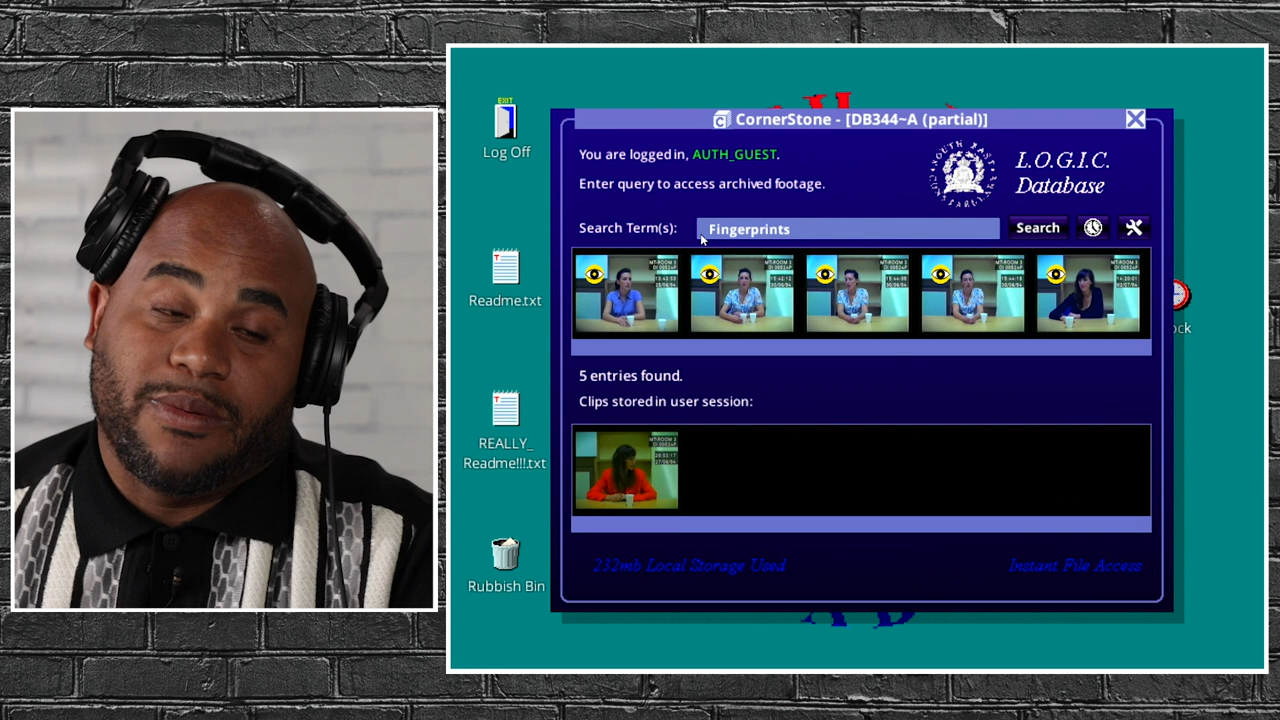 EXIT
Log Off
Readme.txt
REALLY_
Readme!!!.txt
Rubbish Bin
CornerStone - [DB344~A (partial)]
You are logged in, AUTH_GUEST.
Enter query to access archived footage.
L.O.G.I.C.
Database
Search Term(s):
Fingerprints
Search
5 entries found.
Clips stored in user session:
232mb Local Storage Used
Instant File Access
ock